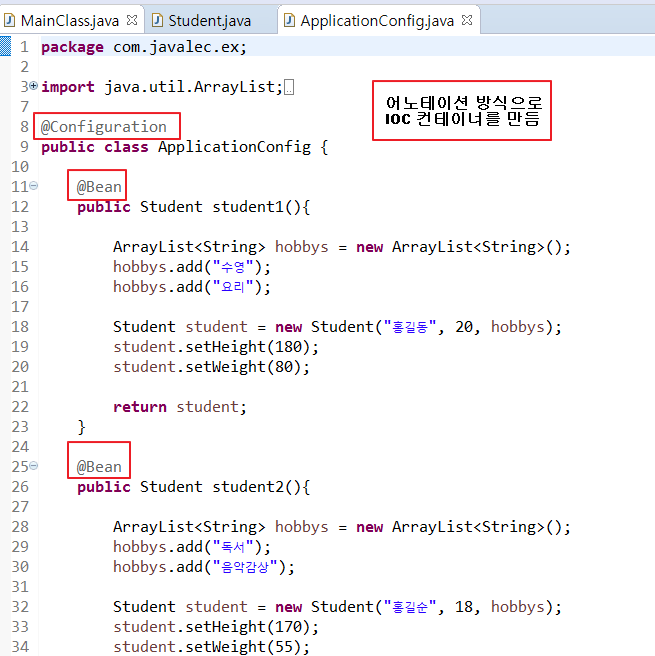 MainClass.java Student.java ApplicationConfig.java
1 package com.javalec.ex;
2
3 import java.util.ArrayList;
7
8 @Configuration
9 public class ApplicationConfig {
10
11 @Bean
12 public Student student1(){
13
14 ArrayList<String> hobbys = new ArrayList<String>();
15 hobbys.add("수영");
16 hobbys.add("요리");
17
18 Student student = new Student("홍길동", 20, hobbys);
19 student.setHeight(180);
20 student.setWeight(80);
21
22 return student;
23 }
24
25 @Bean
26 public Student student2(){
27
28 ArrayList<String> hobbys = new ArrayList<String>();
29 hobbys.add("독서");
30 hobbys.add("음악감상");
31
32 Student student = new Student("홍길순", 18, hobbys);
33 student.setHeight(170);
34 student.setWeight(55);
어노테이션 방식으로
IOC 컨테이너를 만듬